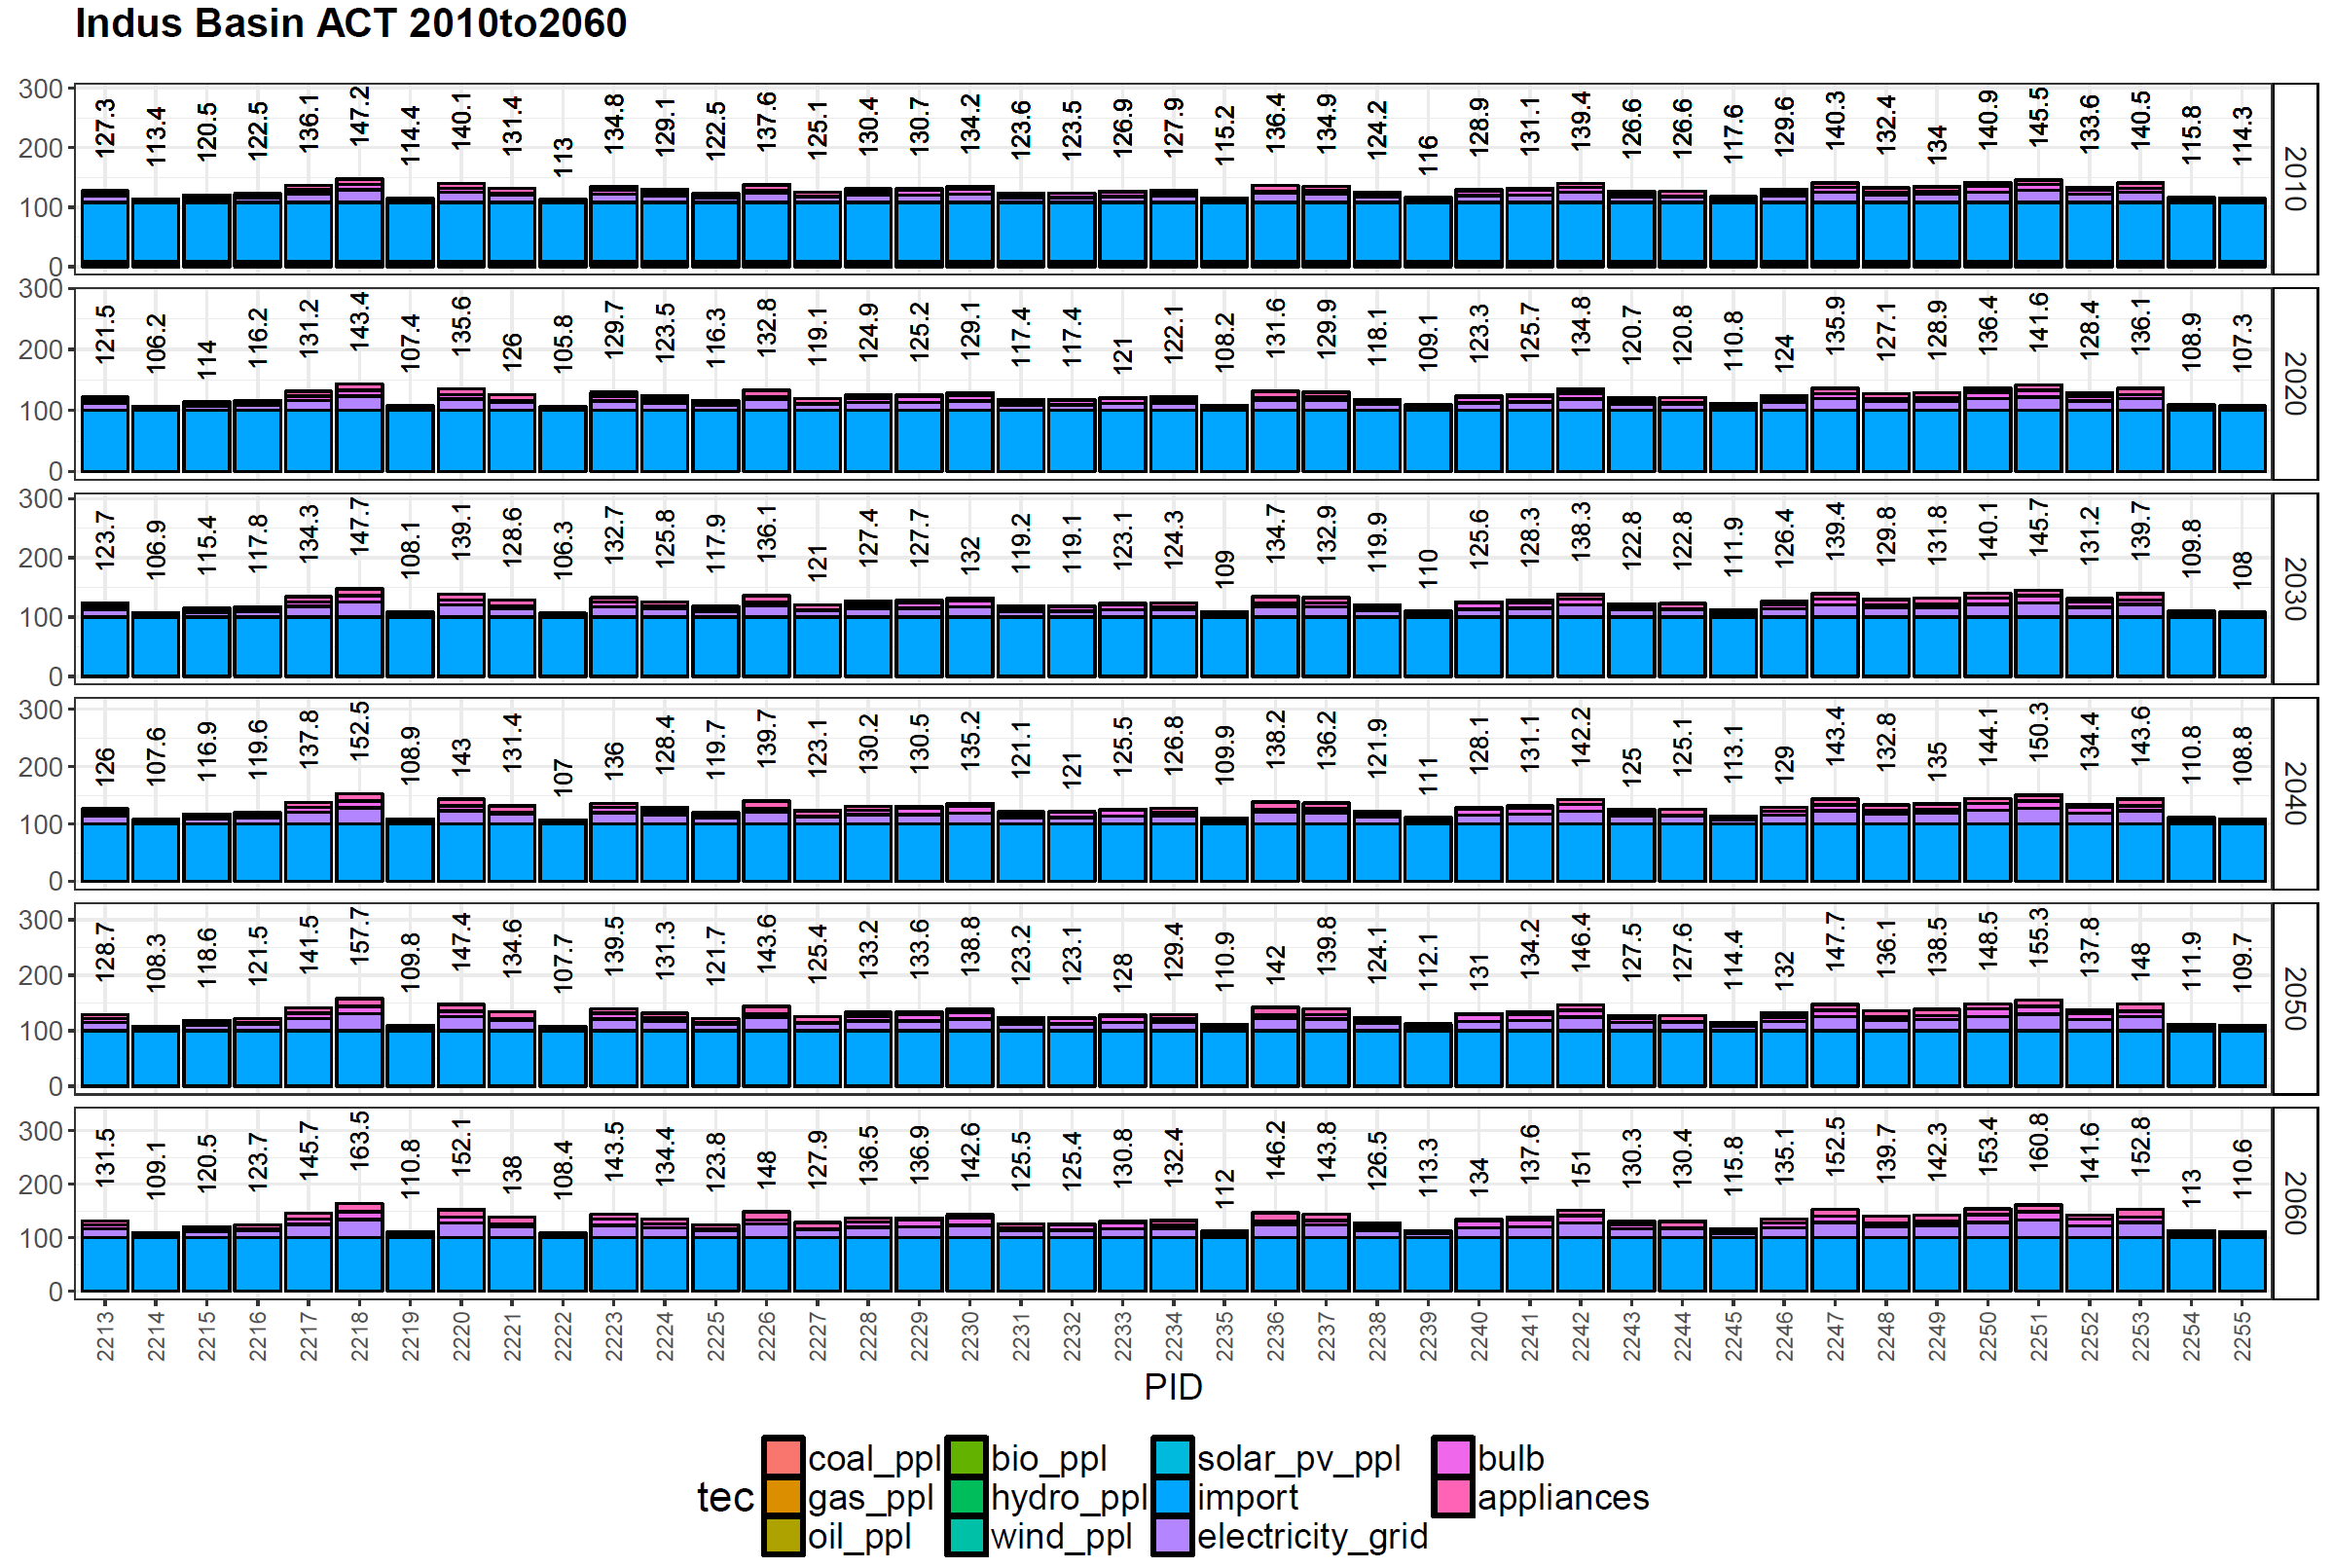 Indus Basin ACT 2010to2060
300
200
100
0
127.3 113.4 120.5 122.5 136.1 147.2 114.4 140.1 131.4 113 134.8 129.1 122.5 137.6 125.1 130.4 130.7 134.2 123.6 123.5 126.9 127.9 115.2 136.4 134.9 124.2 116 128.9 131.1 139.4 126.6 126.6 117.6 129.6 140.3 132.4 134 140.9 145.5 133.6 140.5 115.8 114.3
2010
300
200
100
0
121.5 106.2 114 116.2 131.2 143.4 107.4 135.6 126 105.8 129.7 123.5 116.3 132.8 119.1 124.9 125.2 129.1 117.4 117.4 121 122.1 108.2 131.6 129.9 118.1 109.1 123.3 125.7 134.8 120.7 120.8 110.8 124 135.9 127.1 128.9 136.4 141.6 128.4 136.1 108.9 107.3
2020
300
200
100
0
123.7 106.9 115.4 117.8 134.3 147.7 108.1 139.1 128.6 106.3 132.7 125.8 117.9 136.1 121 127.4 127.7 132 119.2 119.1 123.1 124.3 109 134.7 132.9 119.9 110 125.6 128.3 138.3 122.8 122.8 111.9 126.4 139.4 129.8 131.8 140.1 145.7 131.2 139.7 109.8 108
2030
300
200
100
0
126 107.6 116.9 119.6 137.8 152.5 108.9 143 131.4 107 136 128.4 119.7 139.7 123.1 130.2 130.5 135.2 121.1 121 125.5 126.8 109.9 138.2 136.2 121.9 111 128.1 131.1 142.2 125 125.1 113.1 129 143.4 132.8 135 144.1 150.3 134.4 143.6 110.8 108.8
2040
300
200
100
0
128.7 108.3 118.6 121.5 141.5 157.7 109.8 147.4 134.6 107.7 139.5 131.3 121.7 143.6 125.4 133.2 133.6 138.8 123.2 123.1 128 129.4 110.9 142 139.8 124.1 112.1 131 134.2 146.4 127.5 127.6 114.4 132 147.7 136.1 138.5 148.5 155.3 137.8 148 111.9 109.7
2050
300
200
100
0
131.5 109.1 120.5 123.7 145.7 163.5 110.8 152.1 138 108.4 143.5 134.4 123.8 148 127.9 136.5 136.9 142.6 125.5 125.4 130.8 132.4 112 146.2 143.8 126.5 113.3 134 137.6 151 130.3 130.4 115.8 135.1 152.5 139.7 142.3 153.4 160.8 141.6 152.8 113 110.6
2060
2213 2214 2215 2216 2217 2218 2219 2220 2221 2222 2223 2224 2225 2226 2227 2228 2229 2230 2231 2232 2233 2234 2235 2236 2237 2238 2239 2240 2241 2242 2243 2244 2245 2246 2247 2248 2249 2250 2251 2252 2253 2254 2255
PID
coal_ppl bio_ppl solar_pv_ppl bulb
tec gas_ppl hydro_ppl import appliances
oil_ppl wind_ppl electricity_grid